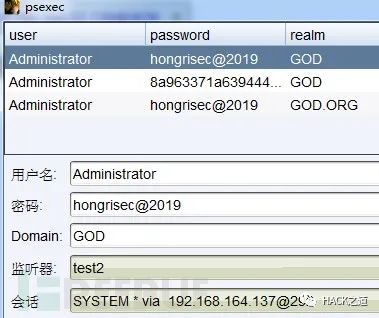 psexec
user password realm
Administrator hongrisec@2019 GOD
Administrator 8a963371a639444... GOD
Administrator hongrisec@2019 GOD.ORG
用户名: Administrator
密码: hongrisec@2019
Domain: GOD
监听器: test2
会话 SYSTEM * via 192.168.164.137@29
HACK之道